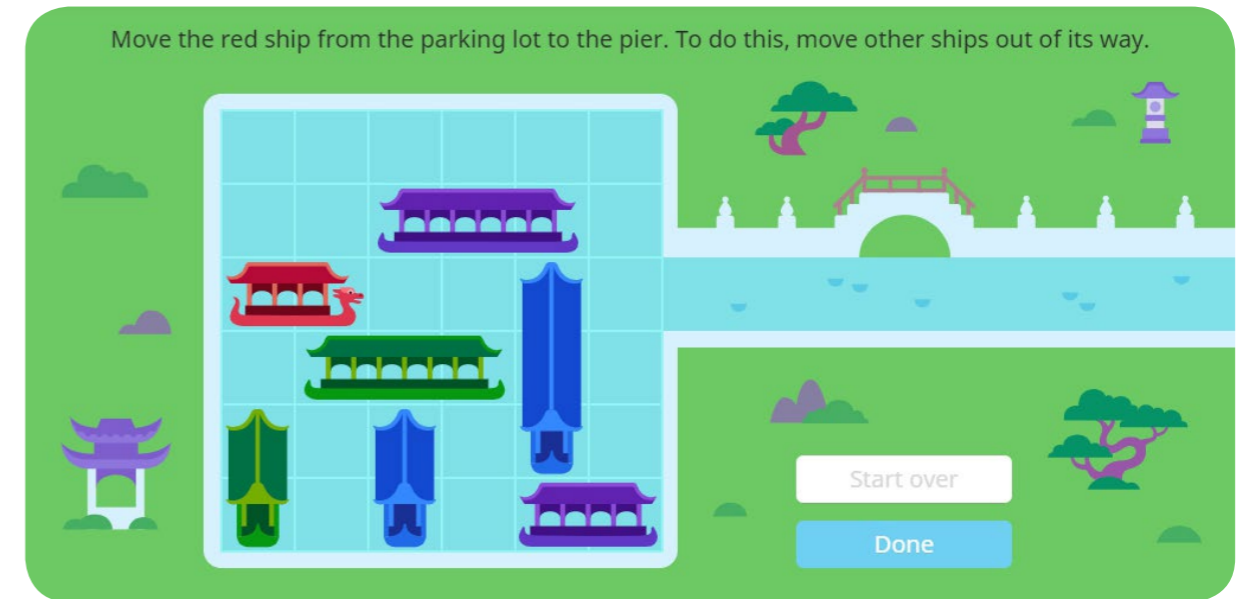 Move the red ship from the parking lot to the pier. To do this, move other ships out of its way.
Start over
Done